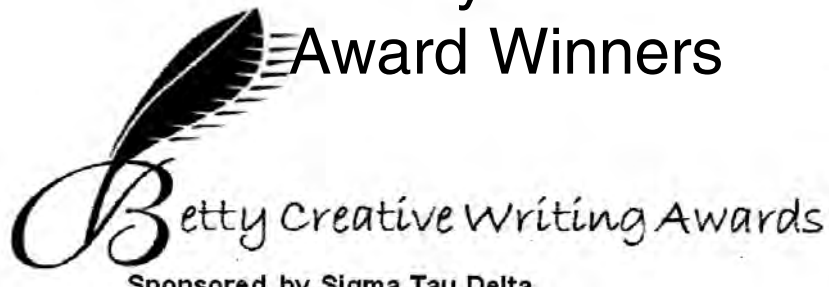 Award Winners
Betty Creative Writing Awards
Sponsored by Sigma Tau Delta